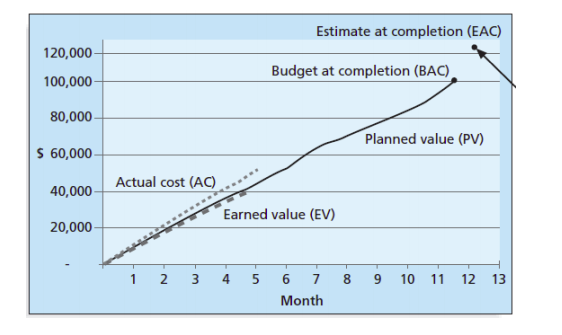 Estimate at completion (EAC)
120,000
Budget at completion (BAC)
100,000
80,000
Planned value (PV)
$ 60,000
Actual cost (AC)
40,000
Earned value (EV)
20,000
-
1 2 3 4 5 6 7 8 9 10 11 12 13
Month